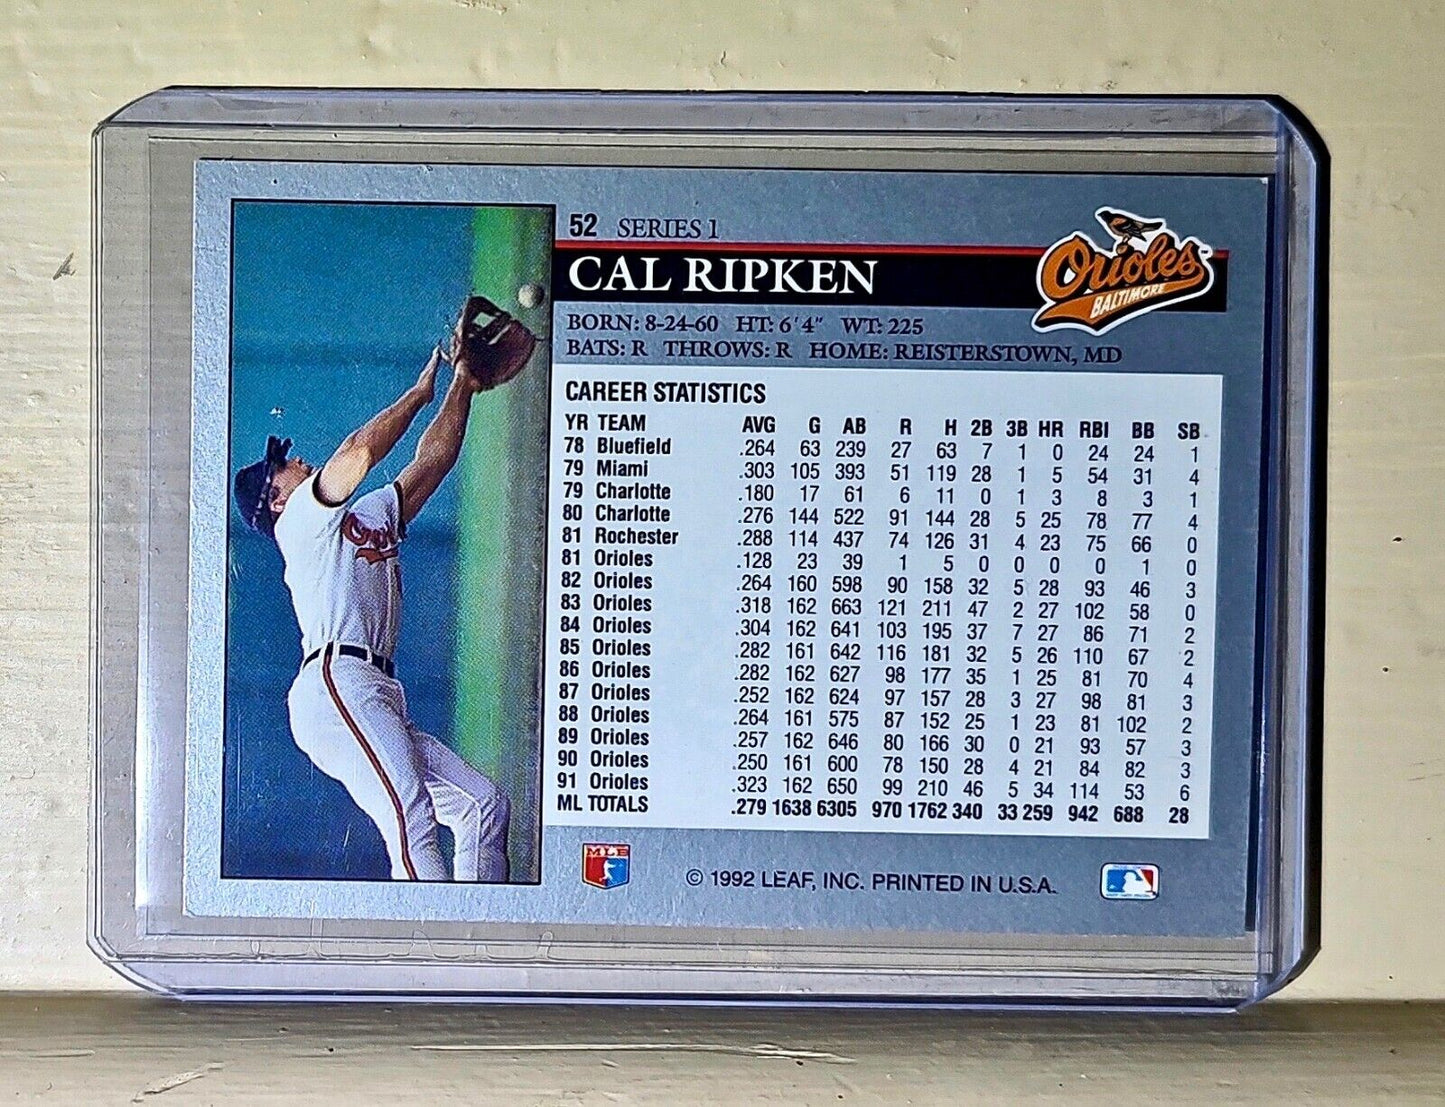 52 SERIES 1
CAL RIPKEN
Orioles
BALTIMORE
BORN: 8-24-60 HT: 6'4" WT: 225
BATS: R THROWS: R HOME: REISTERSTOWN, MD
CAREER STATISTICS
YR TEAM AVG G AB R H 2B 3B HR RBI BB SB
78 Bluefield .264 63 239 27 63 7 1 0 24 24 1
79 Miami .303 105 393 51 119 28 1 5 54 31 4
79 Charlotte .180 17 61 6 11 0 1 3 8 3 1
80 Charlotte .276 144 522 91 144 28 5 25 78 77 4
81 Rochester .288 114 437 74 126 31 4 23 75 66 0
81 Orioles .128 23 39 1 5 0 0 0 0 1 0
82 Orioles .264 160 598 90 158 32 5 28 93 46 3
83 Orioles .318 162 663 121 211 47 2 27 102 58 0
84 Orioles .304 162 641 103 195 37 7 27 86 71 2
85 Orioles .282 161 642 116 181 32 5 26 110 67 2
86 Orioles .282 162 627 98 177 35 1 25 81 70 4
87 Orioles .252 162 624 97 157 28 3 27 98 81 3
88 Orioles .264 161 575 87 152 25 1 23 81 102 2
89 Orioles .257 162 646 80 166 30 0 21 93 57 3
90 Orioles .250 161 600 78 150 28 4 21 84 82 3
91 Orioles .323 162 650 99 210 46 5 34 114 53 6
ML TOTALS .279 1638 6305 970 1762 340 33 259 942 688 28
MLB
© 1992 LEAF, INC. PRINTED IN U.S.A.